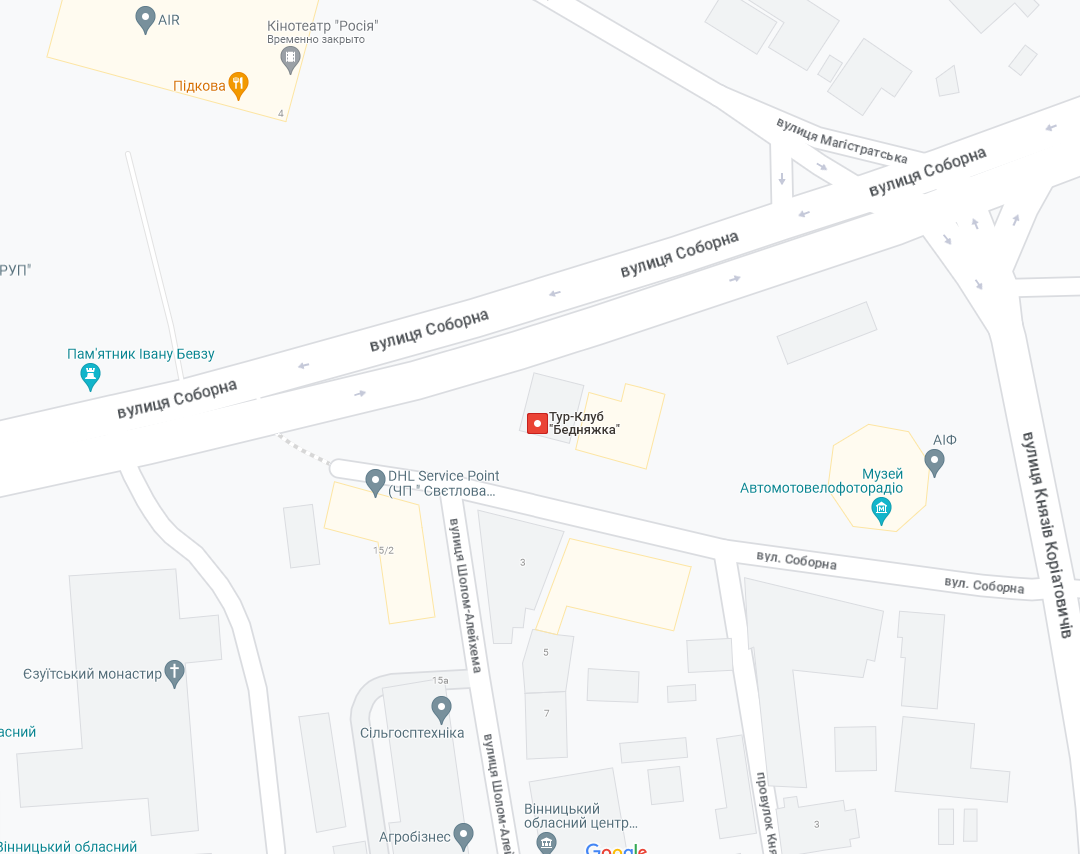 AIR
Кінотеатр "Росія"
Временно закрыто
Підкова
4
вулиця Магістратська
вулиця Соборна
вулиця Соборна
РУП"
вулиця Соборна
Пам'ятник Івану Бевзу
вулиця Соборна
Тур-Клуб
"Бедняжка"
АІФ
Музей
Автомотовелофоторадіо
вулиця Князів Коріатовичів
DHL Service Point
(ЧП " Свєтлова...
15/2
вулиця Шолом-Алейхема
3
вул. Соборна
вул. Соборна
5
Єзуїтський монастир
15а
7
Сільгосптехніка
асний
вулиця Шолом-Алей
провулок Кня
Вінницький
обласний центр...
3
Агробізнес
Вінницький обласний
Google